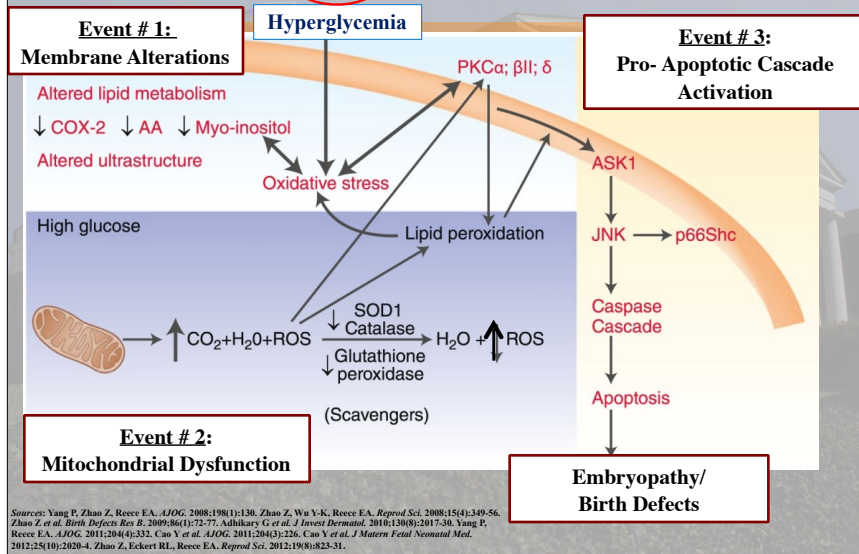 Event # 1:
Membrane Alterations
Hyperglycemia
Event # 3:
Pro- Apoptotic Cascade
Activation
PKCα; βII; δ
Altered lipid metabolism
↓ COX-2 ↓ AA ↓ Myo-inositol
Altered ultrastructure
Oxidative stress
ASK1
High glucose
Lipid peroxidation
JNK → p66Shc
Caspase
Cascade
↑ CO₂+H₂0+ROS
↓ SOD1
Catalase
↓ Glutathione
peroxidase
H₂O + ↑ ROS
(Scavengers)
Apoptosis
Event # 2:
Mitochondrial Dysfunction
Embryopathy/
Birth Defects
Sources: Yang P, Zhao Z, Reece EA. AJOG. 2008;198(1):130. Zhao Z, Wu Y-K, Reece EA. Reprod Sci. 2008;15(4):349-56.
Zhao Z et al. Birth Defects Res B. 2009;86(1):72-77. Adhikary G et al. J Invest Dermatol. 2010;130(8):2017-30. Yang P,
Reece EA. AJOG. 2011;204(4):332. Cao Y et al. AJOG. 2011;204(3):226. Cao Y et al. J Matern Fetal Neonatal Med.
2012;25(10):2020-4. Zhao Z, Eckert RL, Reece EA. Reprod Sci. 2012;19(8):823-31.